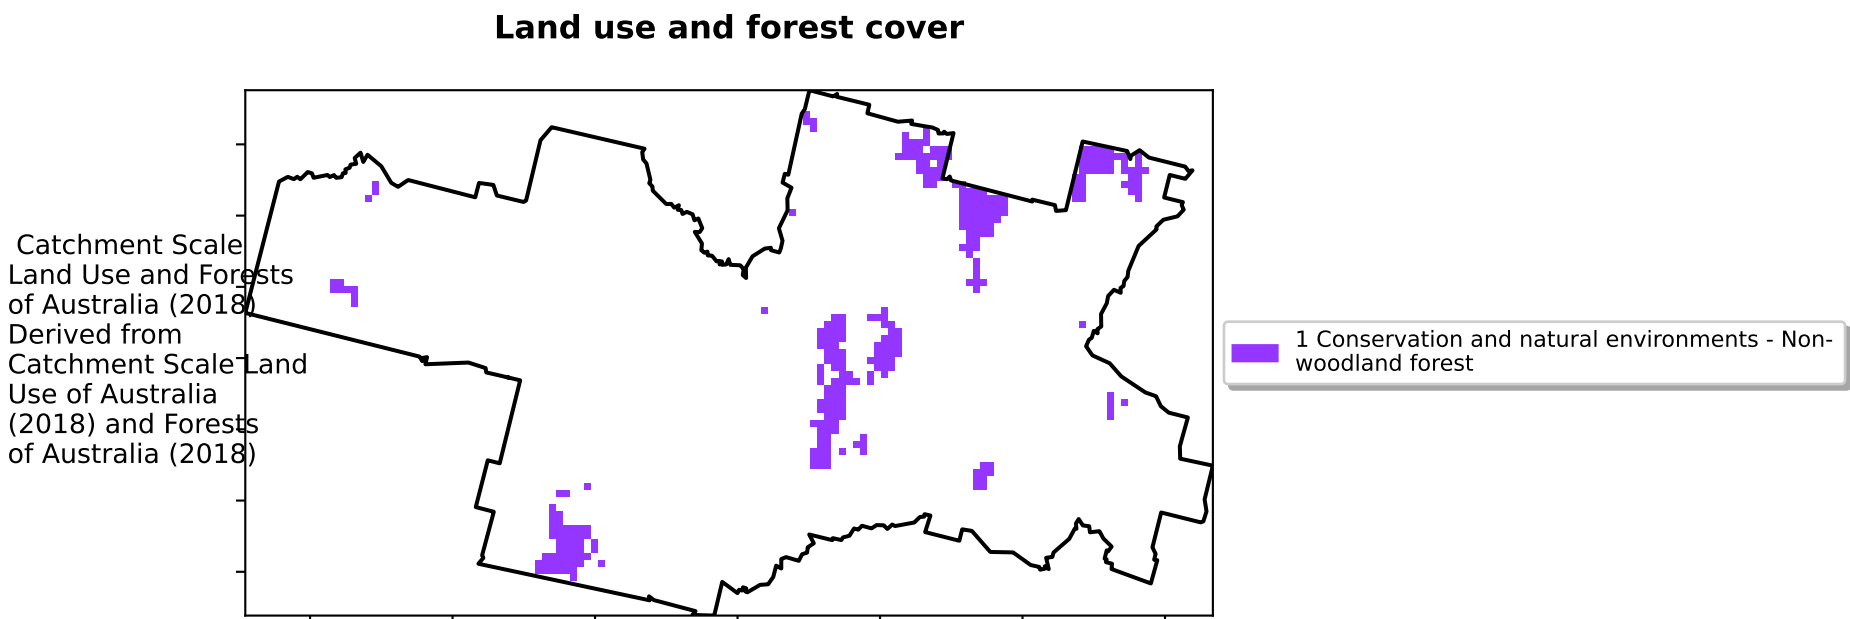 Land use and forest cover
Catchment Scale
Land Use and Forests
of Australia (2018)
Derived from
Catchment Scale Land
Use of Australia
(2018) and Forests
of Australia (2018)
1 Conservation and natural environments - Non-
woodland forest